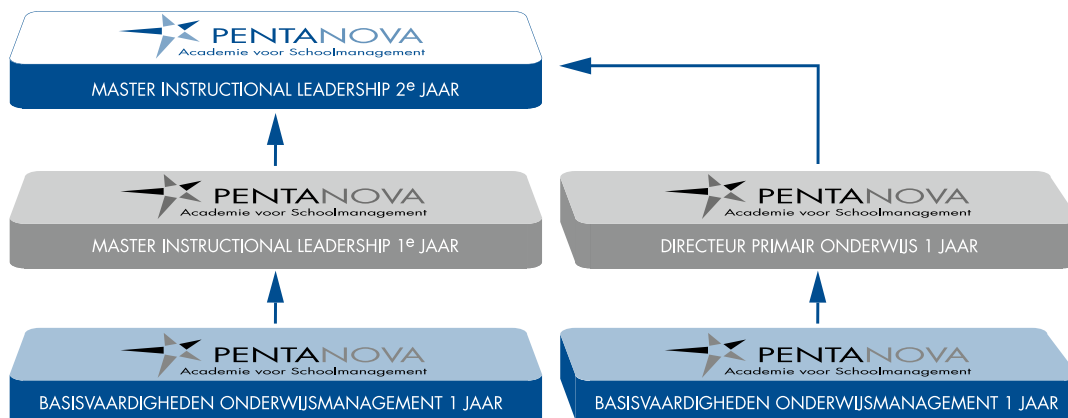 PENTANOVA
Academie voor Schoolmanagement
MASTER INSTRUCTIONAL LEADERSHIP 2e JAAR
PENTANOVA
Academie voor Schoolmanagement
MASTER INSTRUCTIONAL LEADERSHIP 1e JAAR
PENTANOVA
Academie voor Schoolmanagement
DIRECTEUR PRIMAIR ONDERWIJS 1 JAAR
PENTANOVA
Academie voor Schoolmanagement
BASISVAARDIGHEDEN ONDERWIJSMANAGEMENT 1 JAAR
PENTANOVA
Academie voor Schoolmanagement
BASISVAARDIGHEDEN ONDERWIJSMANAGEMENT 1 JAAR